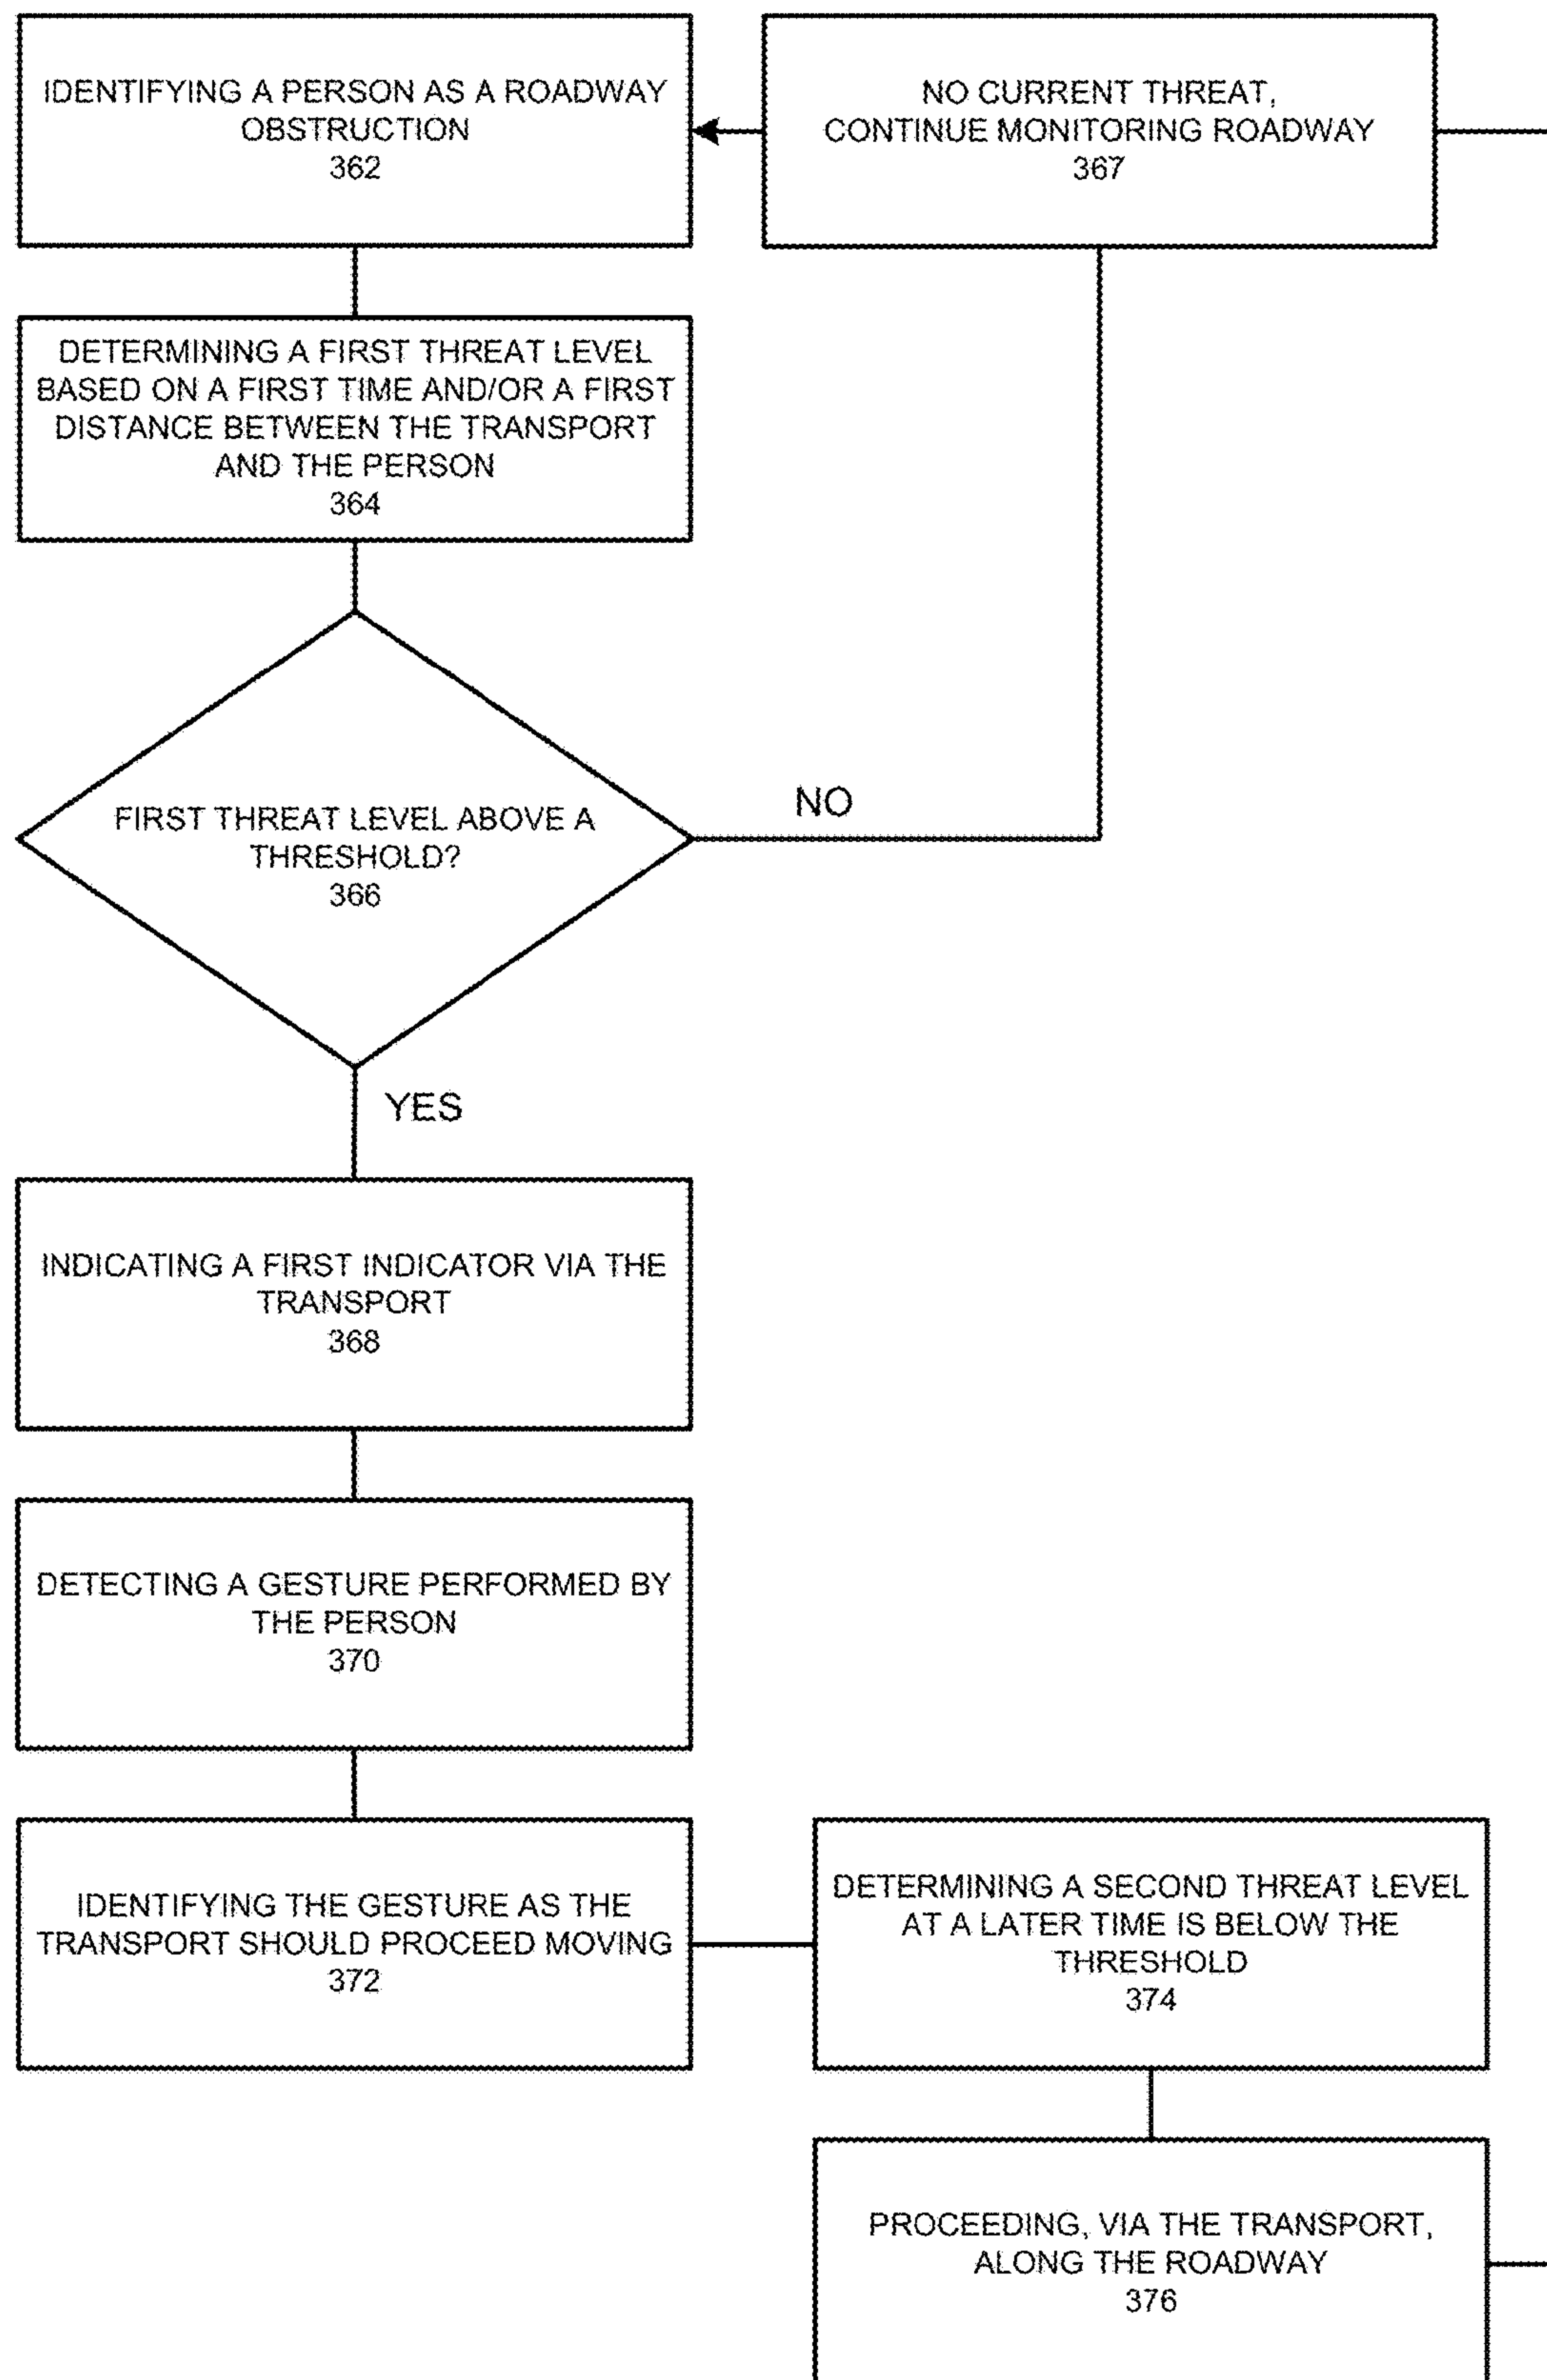 IDENTIFYING A PERSON AS A ROADWAY
OBSTRUCTION
362
NO CURRENT THREAT,
CONTINUE MONITORING ROADWAY
367
DETERMINING A FIRST THREAT LEVEL
BASED ON A FIRST TIME AND/OR A FIRST
DISTANCE BETWEEN THE TRANSPORT
AND THE PERSON
364
FIRST THREAT LEVEL ABOVE A
THRESHOLD?
366
NO
YES
INDICATING A FIRST INDICATOR VIA THE
TRANSPORT
368
DETECTING A GESTURE PERFORMED BY
THE PERSON
370
IDENTIFYING THE GESTURE AS THE
TRANSPORT SHOULD PROCEED MOVING
372
DETERMINING A SECOND THREAT LEVEL
AT A LATER TIME IS BELOW THE
THRESHOLD
374
PROCEEDING, VIA THE TRANSPORT,
ALONG THE ROADWAY
376